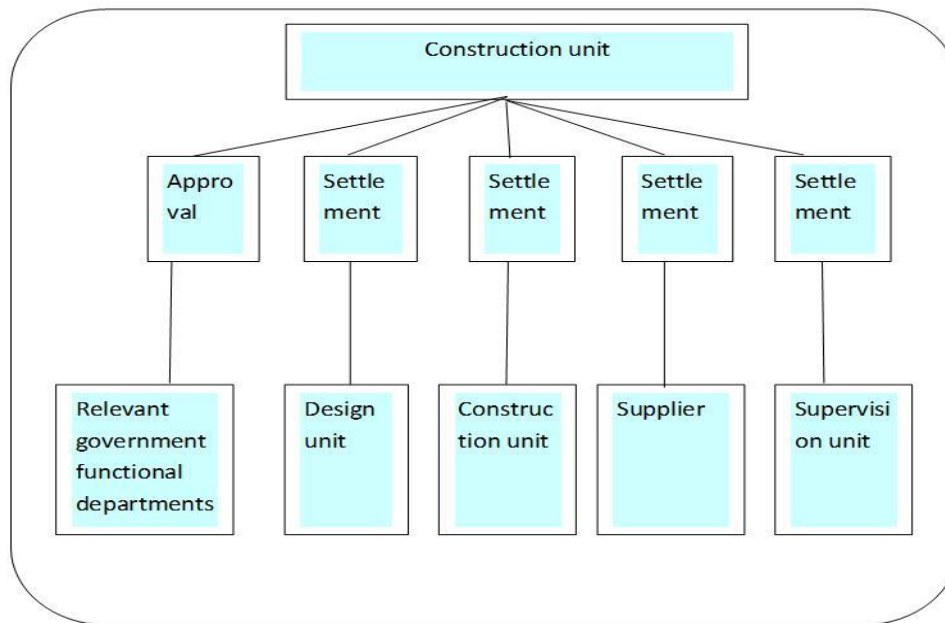 Construction unit
Appro
val
Settle
ment
Settle
ment
Settle
ment
Settle
ment
Relevant
government
functional
departments
Design
unit
Construc
tion unit
Supplier
Supervisi
on unit